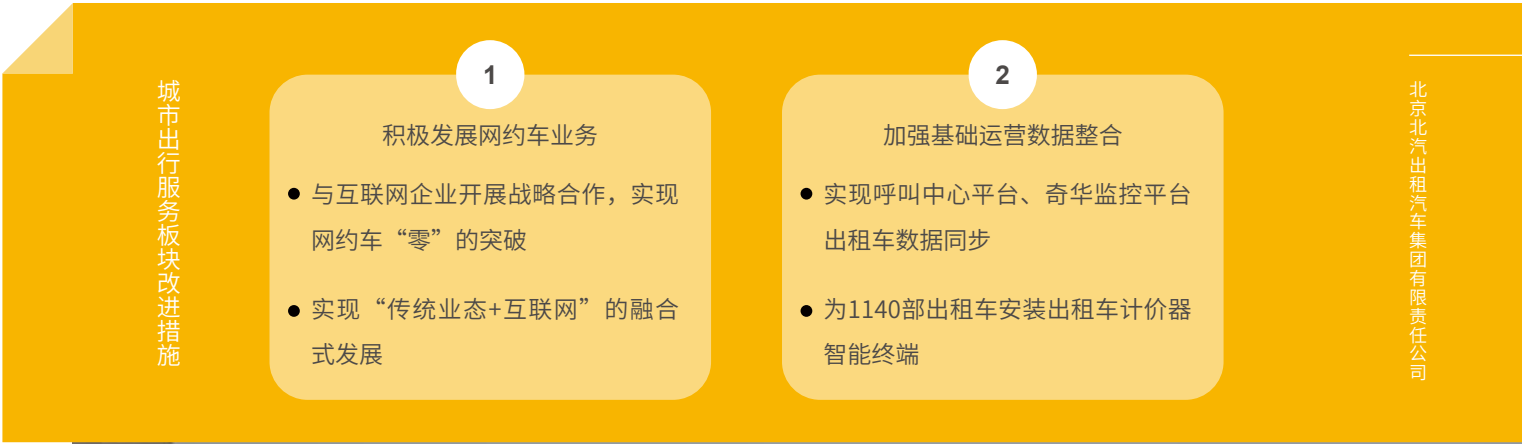 城市出行服务板块改进措施
1
积极发展网约车业务
与互联网企业开展战略合作，实现
网约车“零”的突破
实现“传统业态+互联网”的融合
式发展
2
加强基础运营数据整合
实现呼叫中心平台、奇华监控平台
出租车数据同步
为1140部出租车安装出租车计价器
智能终端
北京北汽出租汽车集团有限责任公司